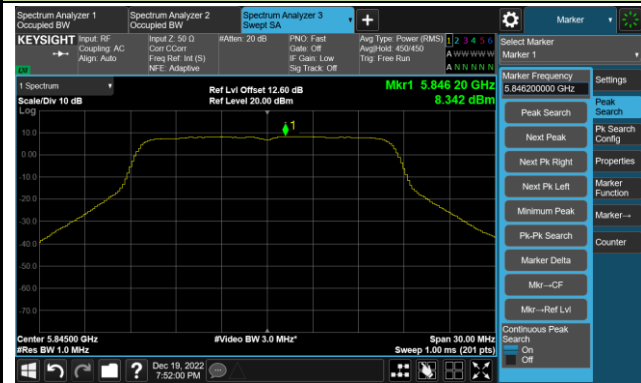 Spectrum Analyzer 1
Occupied BW
Spectrum Analyzer 2
Occupied BW
Spectrum Analyzer 3
Swept SA
Marker
KEYSIGHT
Input: RF
Coupling: AC
Align: Auto
Input Z: 50 Ω
Corr CCorr
Freq Ref: Int (S)
NFE: Adaptive
#Atten: 20 dB
PNO: Fast
Gate: Off
IF Gain: Low
Sig Track: Off
Avg Type: Power (RMS)
Avg|Hold: 450/450
Trig: Free Run
1 2 3 4 5 6
A W W W W W
A N N N N N
Select Marker
Marker 1
1 Spectrum
Scale/Div 10 dB
Ref Lvl Offset 12.60 dB
Ref Level 20.00 dBm
Mkr1 5.846 20 GHz
8.342 dBm
Log
10.0
0.00
-10.0
-20.0
-30.0
-40.0
-50.0
-60.0
-70.0
1
Center 5.84500 GHz
#Res BW 1.0 MHz
#Video BW 3.0 MHz*
Span 30.00 MHz
Sweep 1.00 ms (201 pts)
Marker Frequency
5.846200000 GHz
Peak Search
Next Peak
Next Pk Right
Next Pk Left
Minimum Peak
Pk-Pk Search
Marker Delta
Mkr→CF
Mkr→Ref Lvl
Continuous Peak
Search
On
Off
Settings
Peak
Search
Pk Search
Config
Properties
Marker
Function
Marker→
Counter
Dec 19, 2022
7:52:00 PM